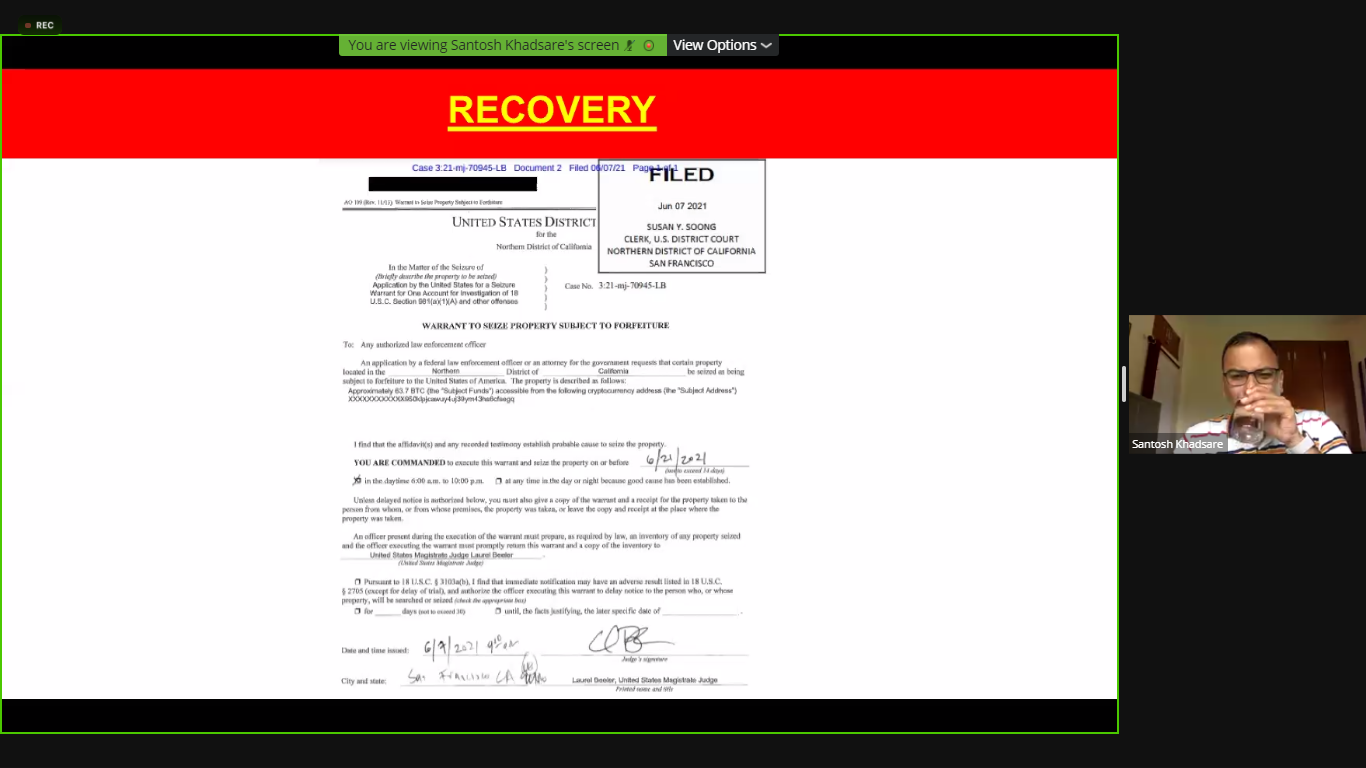 REC
You are viewing Santosh Khadsare's screen
View Options
RECOVERY
Case 3:21-mj-70945-LB Document 2 Filed 06/07/21 Page 1 of 1
FILED
Jun 07 2021
SUSAN Y. SOONG
CLERK, U.S. DISTRICT COURT
NORTHERN DISTRICT OF CALIFORNIA
SAN FRANCISCO
AO 109 (Rev. 11/13) Warrant to Seize Property Subject to Forfeiture
UNITED STATES DISTRICT
for the
Northern District of California
In the Matter of the Seizure of
(Briefly describe the property to be seized)
Application by the United States for a Seizure
Warrant for One Account for Investigation of 18
U.S.C. Section 981(a)(1)(A) and other offenses
Case No. 3:21-mj-70945-LB
WARRANT TO SEIZE PROPERTY SUBJECT TO FORFEITURE
To: Any authorized law enforcement officer
An application by a federal law enforcement officer or an attorney for the government requests that certain property
located in the Northern District of California be seized as being
subject to forfeiture to the United States of America. The property is described as follows:
Approximately 63.7 BTC (the "Subject Funds") accessible from the following cryptocurrency address (the "Subject Address")
I find that the affidavit(s) and any recorded testimony establish probable cause to seize the property.
YOU ARE COMMANDED to execute this warrant and seize the property on or before 6/21/2021
(not to exceed 14 days)
in the daytime 6:00 a.m. to 10:00 p.m. at any time in the day or night because good cause has been established.
Unless delayed notice is authorized below, you must also give a copy of the warrant and a receipt for the property taken to the
person from whom, or from whose premises, the property was taken, or leave the copy and receipt at the place where the
property was taken.
An officer present during the execution of the warrant must prepare, as required by law, an inventory of any property seized
and the officer executing the warrant must promptly return this warrant and a copy of the inventory to
United States Magistrate Judge Laurel Beeler .
(United States Magistrate Judge)
Pursuant to 18 U.S.C. § 3103a(b), I find that immediate notification may have an adverse result listed in 18 U.S.C.
§ 2705 (except for delay of trial), and authorize the officer executing this warrant to delay notice to the person who, or whose
property, will be searched or seized (check the appropriate box)
for ____ days (not to exceed 30) until, the facts justifying, the later specific date of ____ .
Date and time issued: 6/7/2021
Judge's signature
City and state: San Francisco CA
Laurel Beeler, United States Magistrate Judge
Printed name and title
Santosh Khadsare